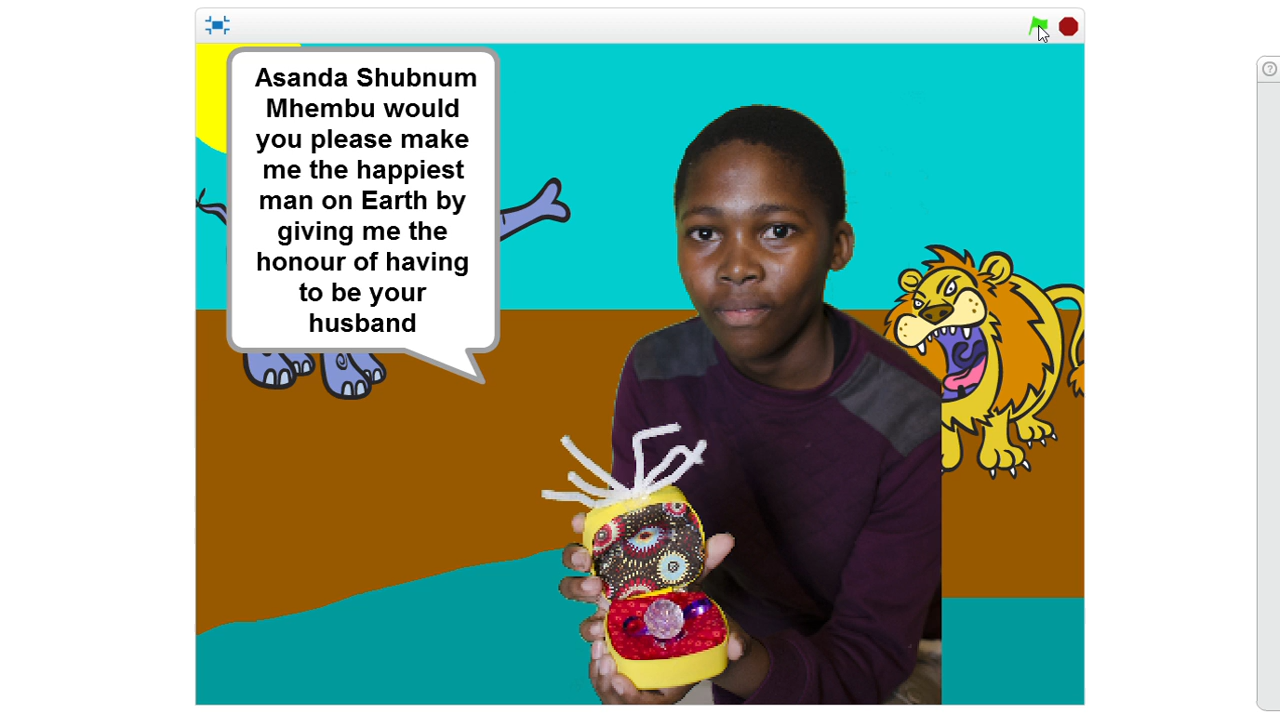 Asanda Shubnum
Mhembu would
you please make
me the happiest
man on Earth by
giving me the
honour of having
to be your
husband